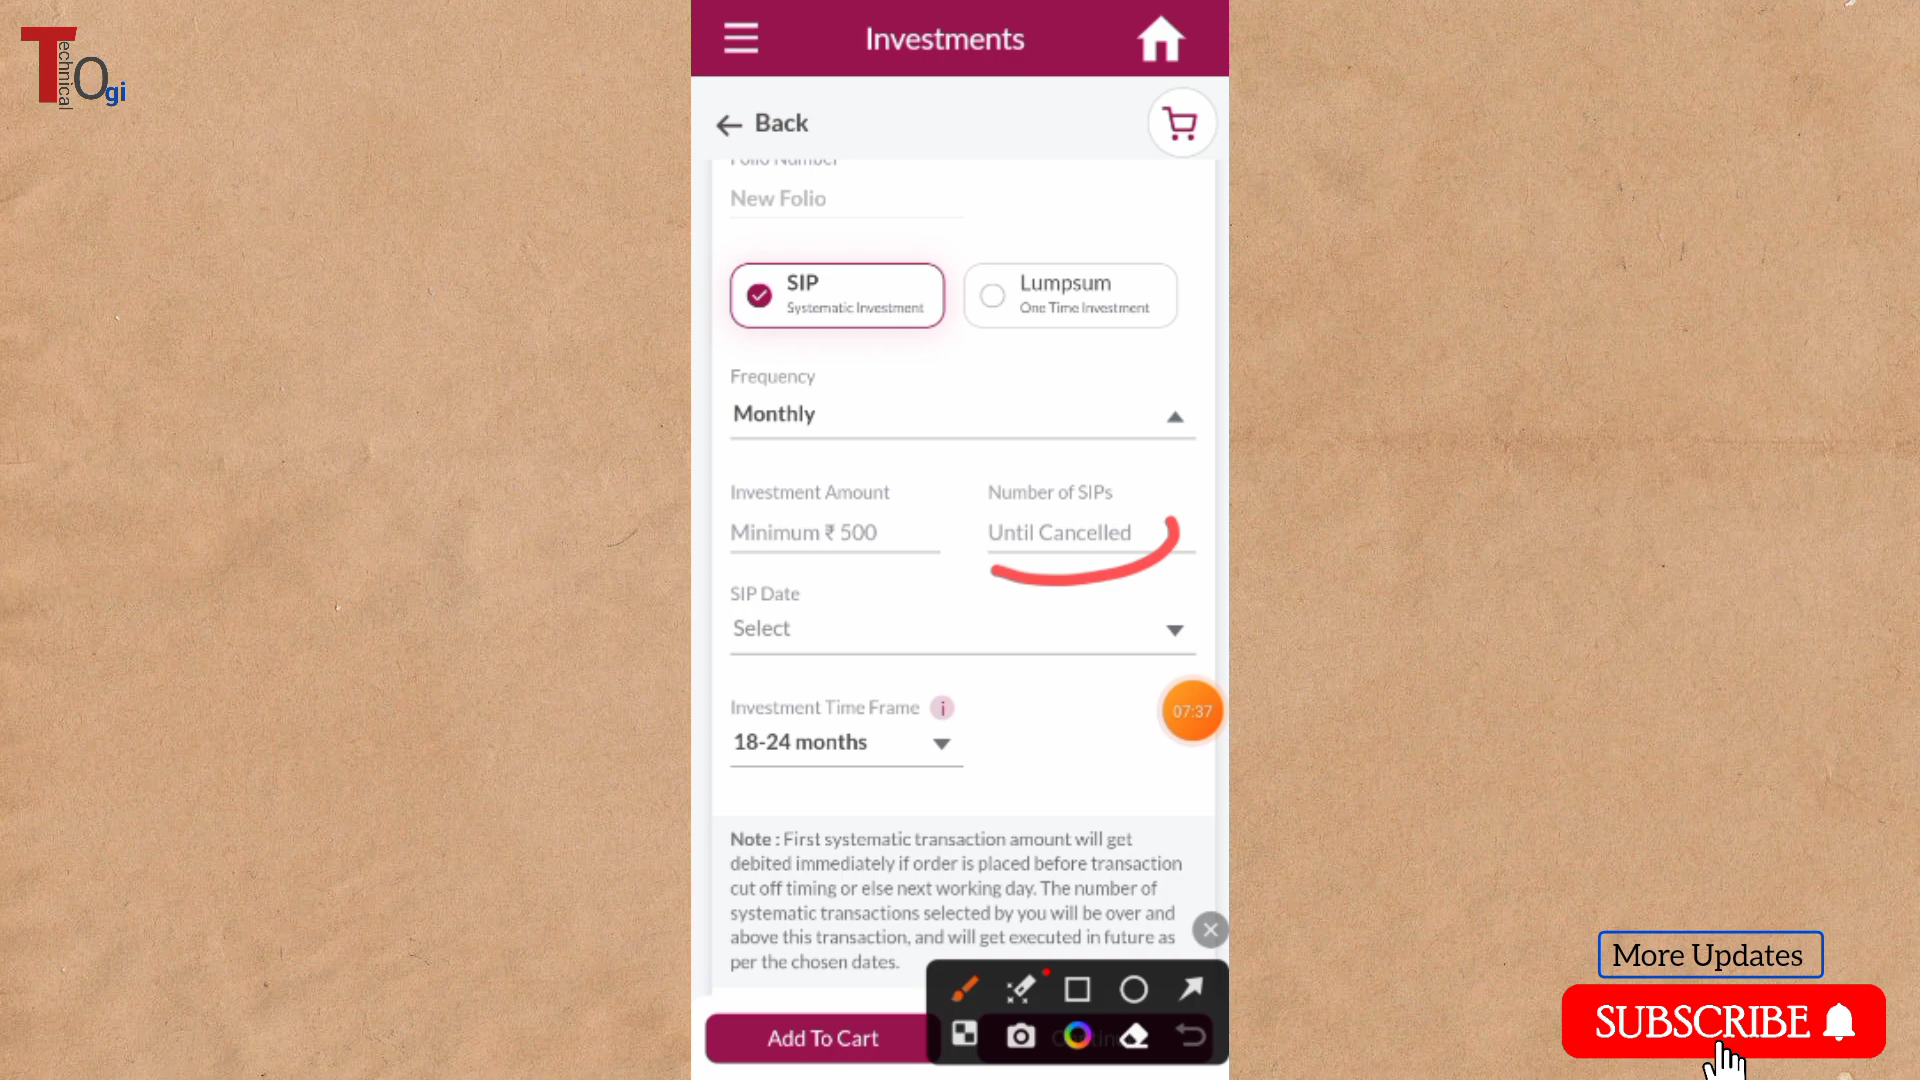 Technical Ogi
Investments
Back
Folio Number
New Folio
SIP
Systematic Investment
Lumpsum
One Time Investment
Frequency
Monthly
Investment Amount
Number of SIPs
Minimum ₹ 500
Until Cancelled
SIP Date
Select
Investment Time Frame i
07:37
18-24 months
Note : First systematic transaction amount will get
debited immediately if order is placed before transaction
cut off timing or else next working day. The number of
systematic transactions selected by you will be over and
above this transaction, and will get executed in future as
per the chosen dates.
Add To Cart
More Updates
SUBSCRIBE